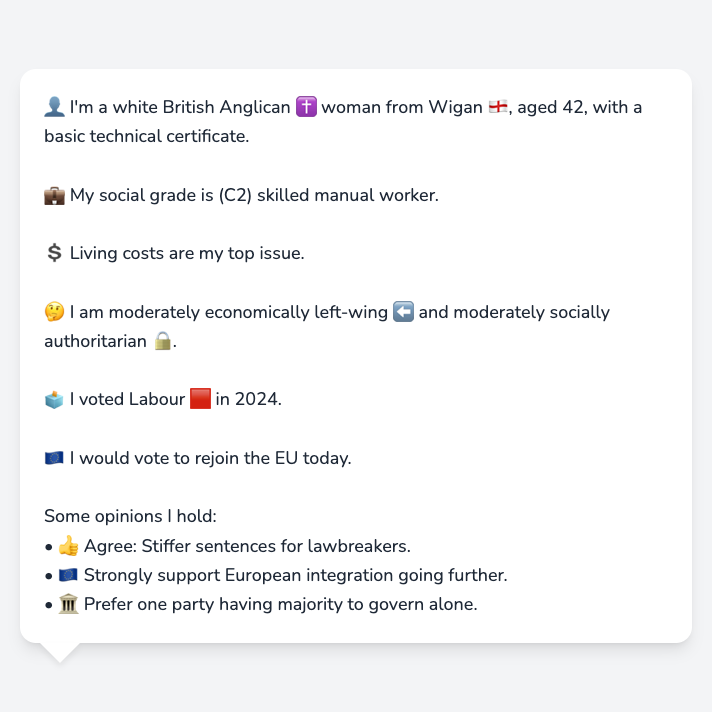 👤 I'm a white British Anglican ✝️ woman from Wigan 🏴󠁧󠁢󠁥󠁮󠁧󠁿, aged 42, with a
basic technical certificate.
💼 My social grade is (C2) skilled manual worker.
💲 Living costs are my top issue.
🤔 I am moderately economically left-wing ⬅️ and moderately socially
authoritarian 🔒.
🗳️ I voted Labour 🟥 in 2024.
🇪🇺 I would vote to rejoin the EU today.
Some opinions I hold:
• 👍 Agree: Stiffer sentences for lawbreakers.
• 🇪🇺 Strongly support European integration going further.
• 🏛️ Prefer one party having majority to govern alone.